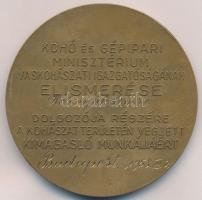 KOHÓ és GÉPIPARI
MINISZTÉRIUM
VASKOHÁSZATI IGAZGATÓSÁGÁNAK
ELISMERÉSE
DOLGOZÓJA RÉSZÉRE
A KOHÁSZAT TERÜLETÉN VÉGZETT
KIMAGASLÓ MUNKÁJÁÉRT
Budapest